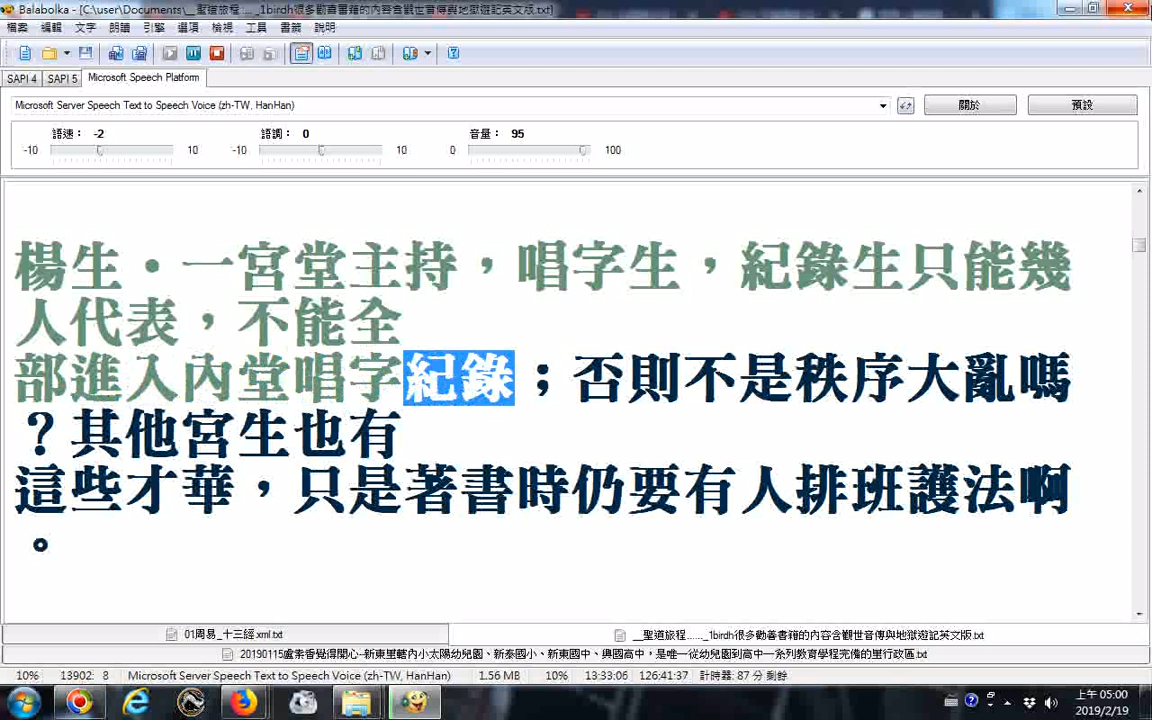 Balabolka - [C:\user\Documents\__聖道旅程......_1birdh很多勸善書籍的內容含觀世音傳與地獄遊記英文版.txt]
檔案 編輯 文字 朗讀 引擎 選項 檢視 工具 書籤 說明
SAPI 4 SAPI 5 Microsoft Speech Platform
Microsoft Server Speech Text to Speech Voice (zh-TW, HanHan) 關於 預設
語速： -2 語調： 0 音量： 95
-10 10 -10 10 0 100
楊生•一宮堂主持，唱字生，紀錄生只能幾
人代表，不能全
部進入內堂唱字紀錄；否則不是秩序大亂嗎
？其他宮生也有
這些才華，只是著書時仍要有人排班護法啊
。
01周易_十三經.xml.txt __聖道旅程......_1birdh很多勸善書籍的內容含觀世音傳與地獄遊記英文版.txt
20190115盧素香覺得開心--新東里轄內小太陽幼兒園、新泰國小、新東國中、興國高中，是唯一從幼兒園到高中一系列教育學程完備的里行政區.txt
10% 13902: 8 Microsoft Server Speech Text to Speech Voice (zh-TW, HanHan) 1.56 MB 10% 13:33:06 126:41:37 計時器: 87 分 剩餘
上午 05:00
2019/2/19